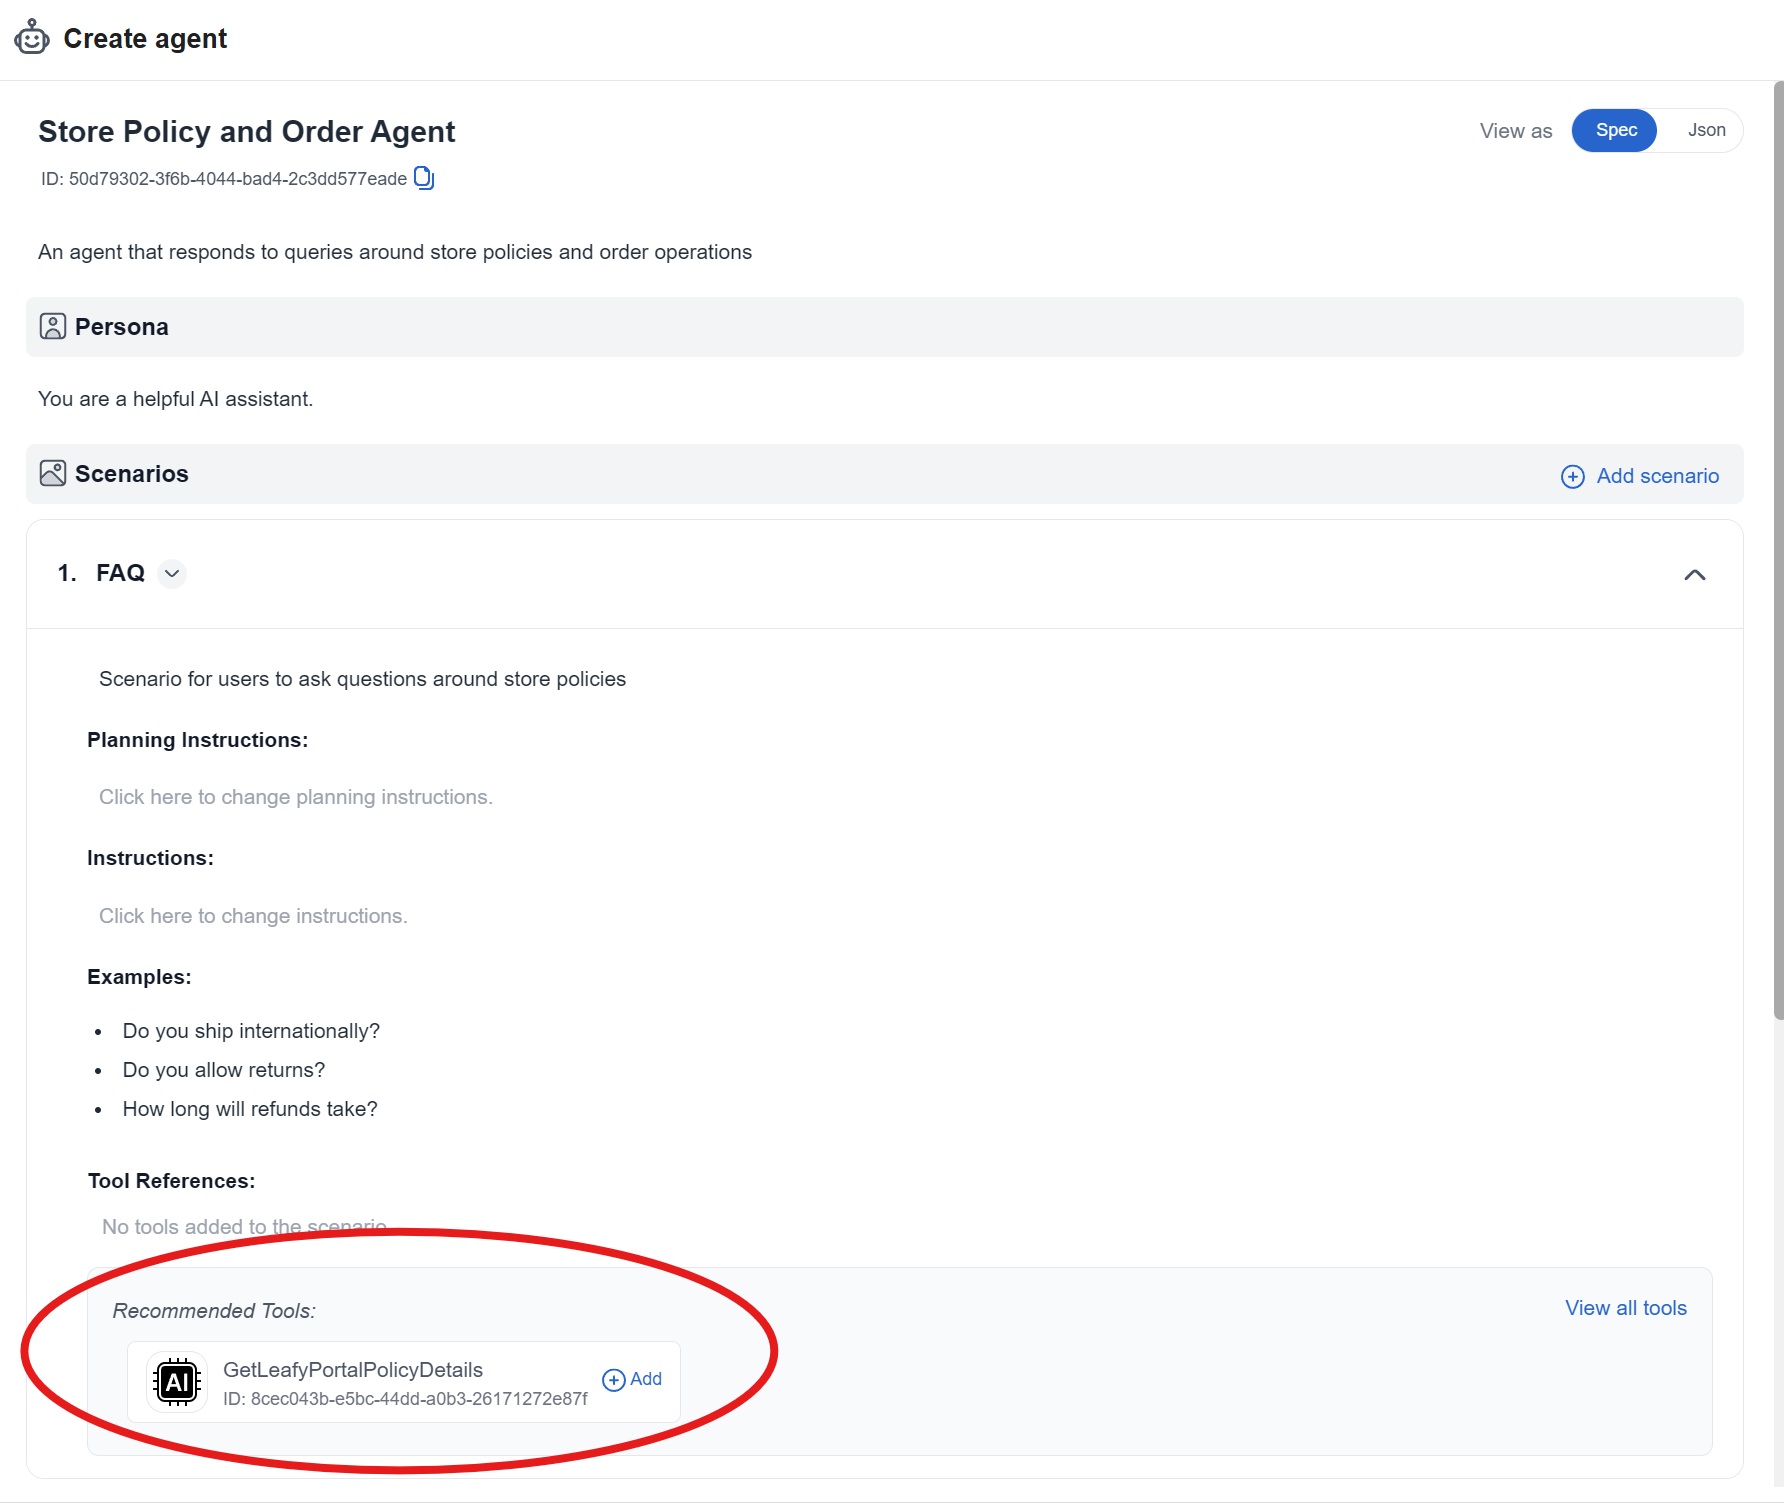 Create agent
Store Policy and Order Agent
View as
Spec
Json
ID: 50d79302-3f6b-4044-bad4-2c3dd577eade
An agent that responds to queries around store policies and order operations
Persona
You are a helpful AI assistant.
Scenarios
Add scenario
1. FAQ
Scenario for users to ask questions around store policies
Planning Instructions:
Click here to change planning instructions.
Instructions:
Click here to change instructions.
Examples:
• Do you ship internationally?
• Do you allow returns?
• How long will refunds take?
Tool References:
No tools added to the scenario
Recommended Tools:
View all tools
AI
GetLeafyPortalPolicyDetails
ID: 8cec043b-e5bc-44dd-a0b3-26171272e87f
Add